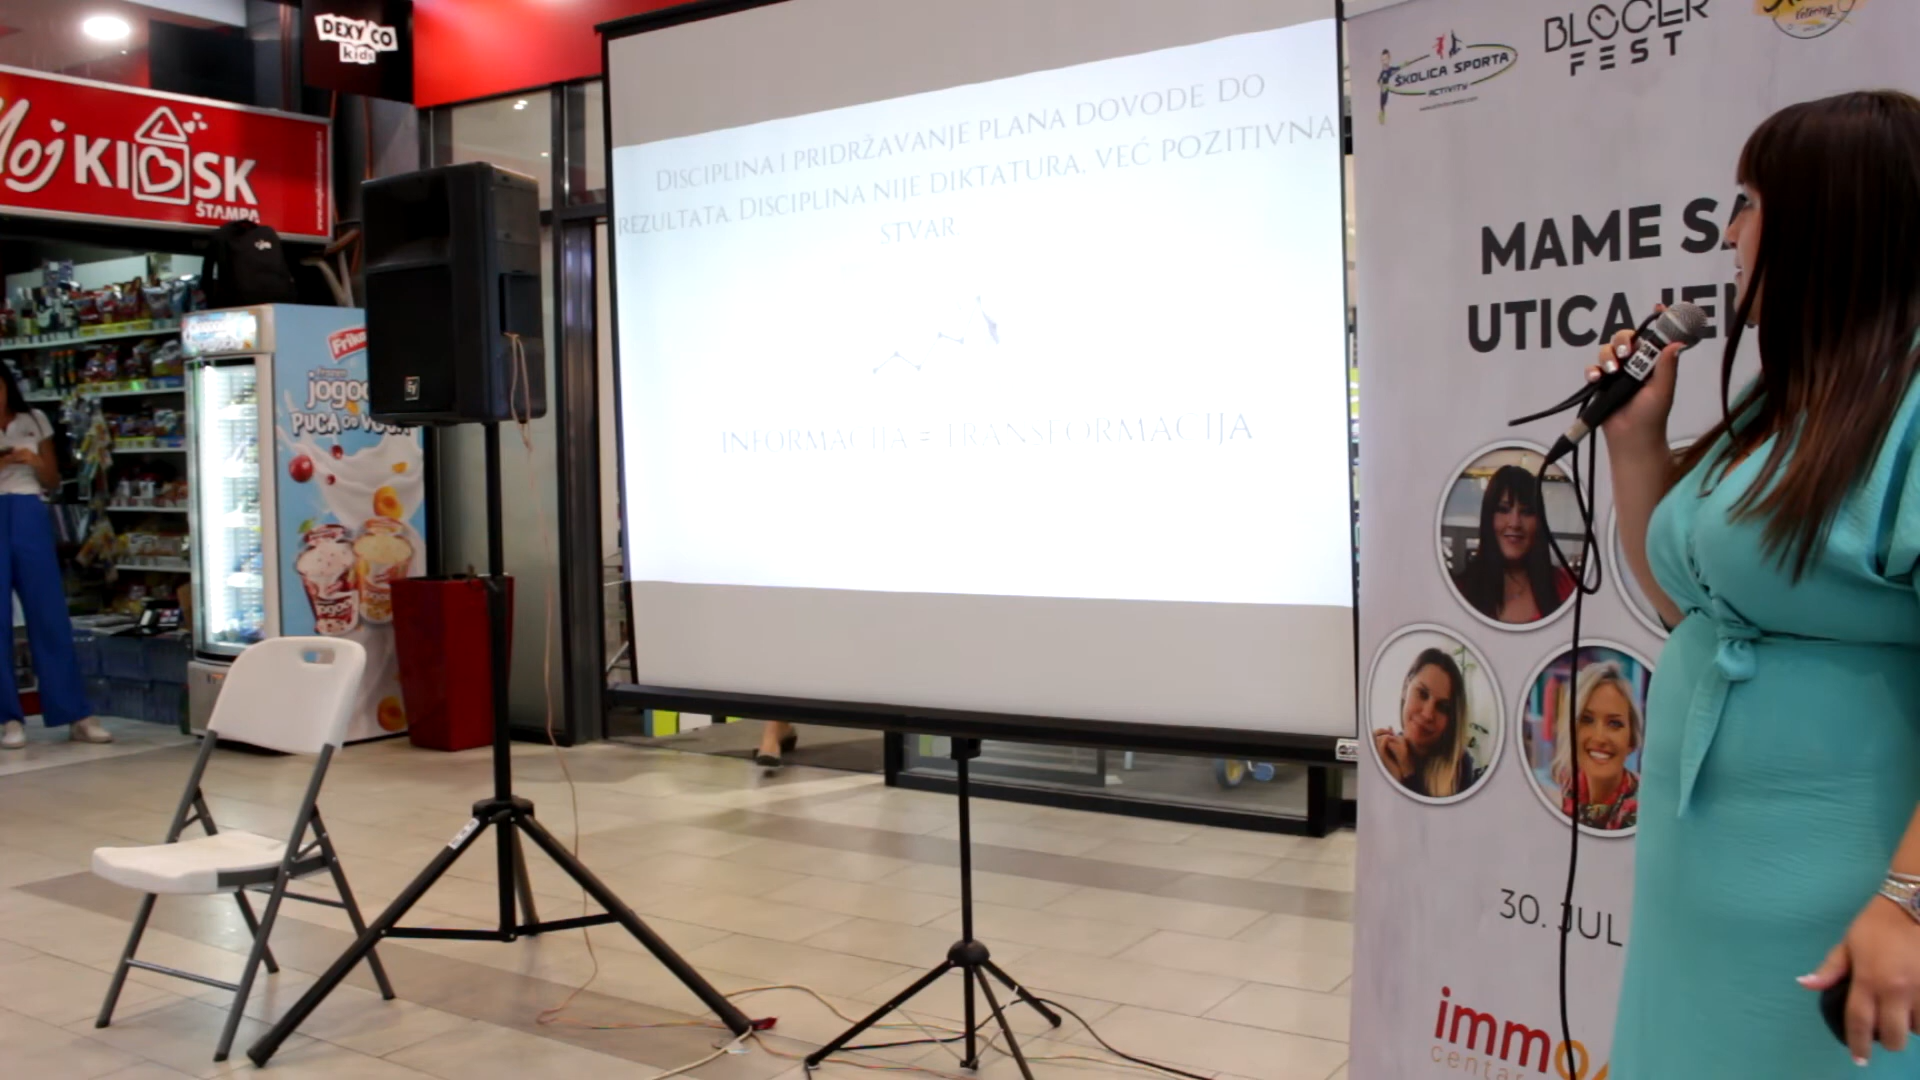 DEXY CO
kids
Moj KIOSK
ŠTAMPA
Frozen
jogood
PUCA OD VOĆA
DISCIPLINA I PRIDRŽAVANJE PLANA DOVODE DO
REZULTATA. DISCIPLINA NIJE DIKTATURA, VEĆ POZITIVNA
STVAR.
INFORMACIJA = TRANSFORMACIJA
ŠKOLICA SPORTA
ACTIVITY
BLOGER
FEST
MAME SA
UTICAJEM
30. JUL
immo
centar